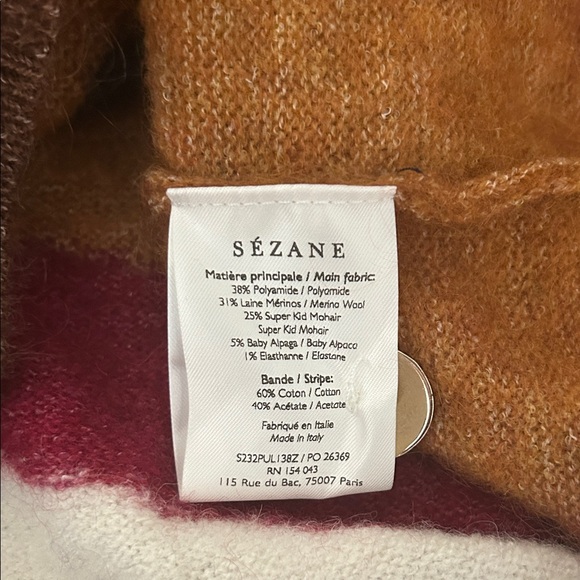 SÉZANE
Matière principale / Main fabric:
38% Polyamide / Polyamide
31% Laine Mérinos / Merino Wool
25% Super Kid Mohair
Super Kid Mohair
5% Baby Alpaga / Baby Alpaca
1% Elasthanne / Elastane
Bande / Stripe:
60% Coton / Cotton
40% Acétate / Acetate
Fabriqué en Italie
Made in Italy
S232PUL138Z / PO 26369
RN 154 043
115 Rue du Bac, 75007 Paris